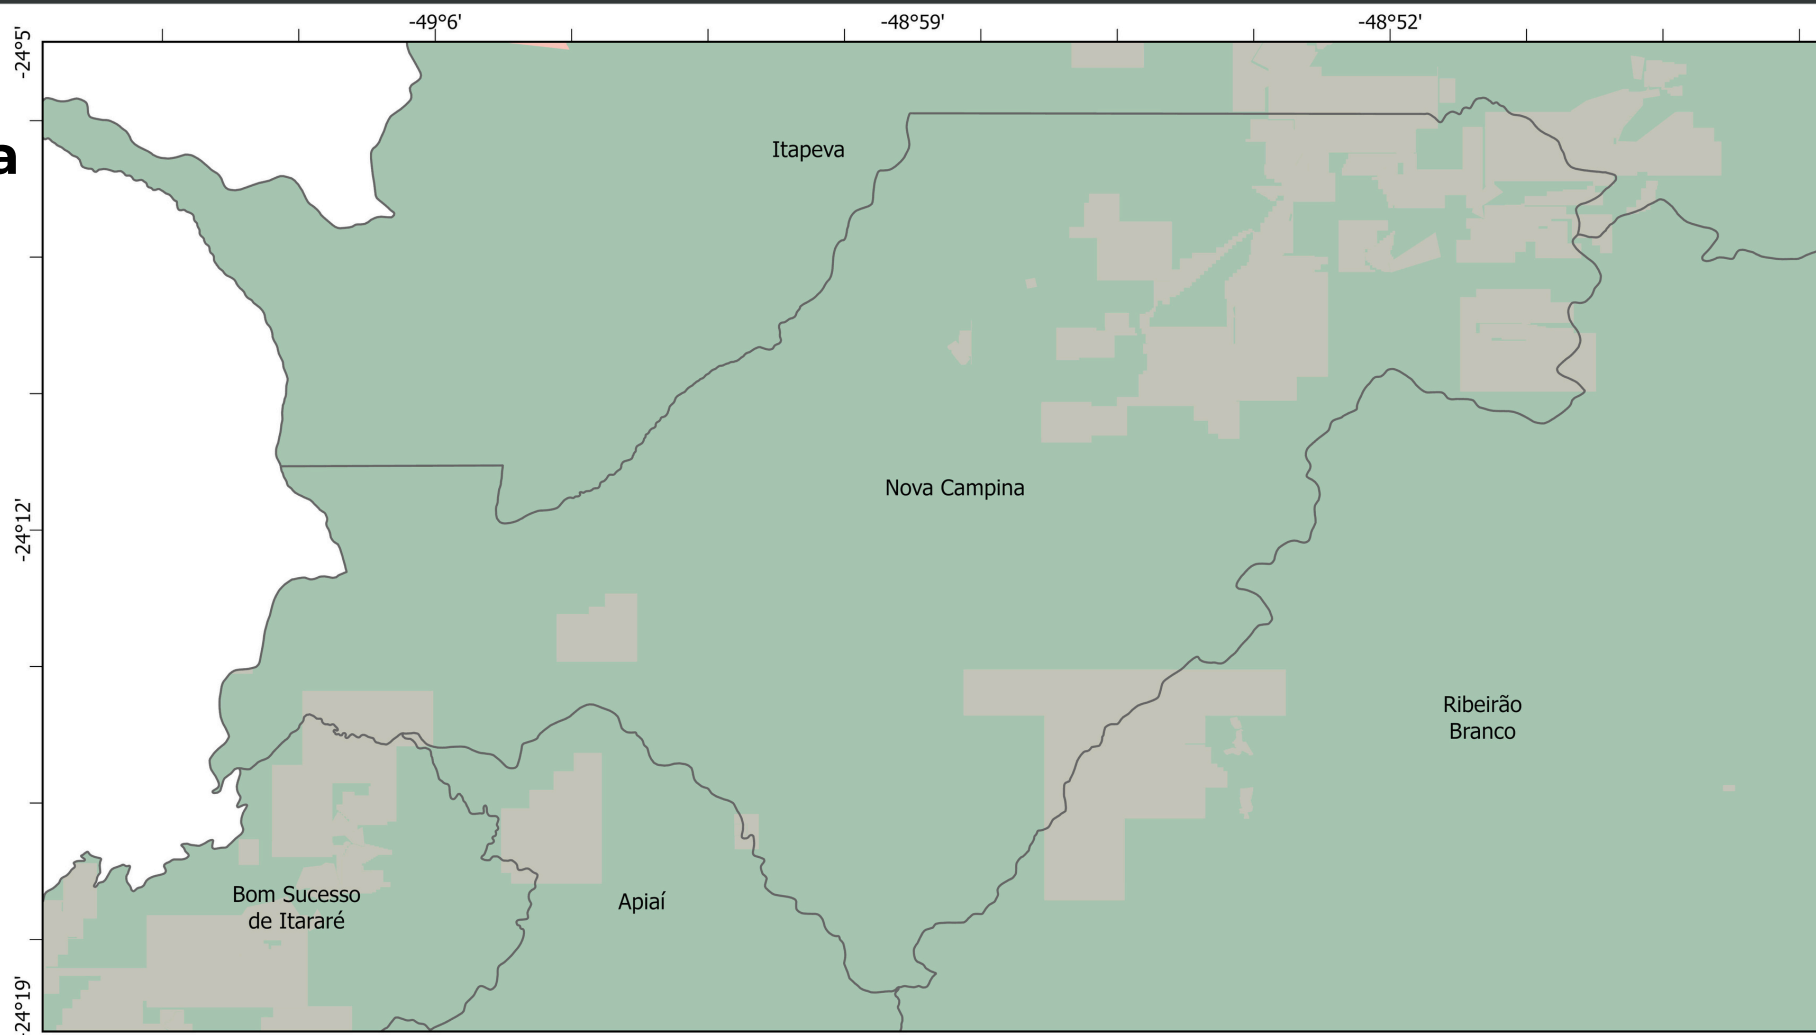 -49°6'
-48°59'
-48°52'
-24°5'
a
Itapeva
Nova Campina
-24°12'
Ribeirão
Branco
Bom Sucesso
de Itararé
Apiaí
24°19'